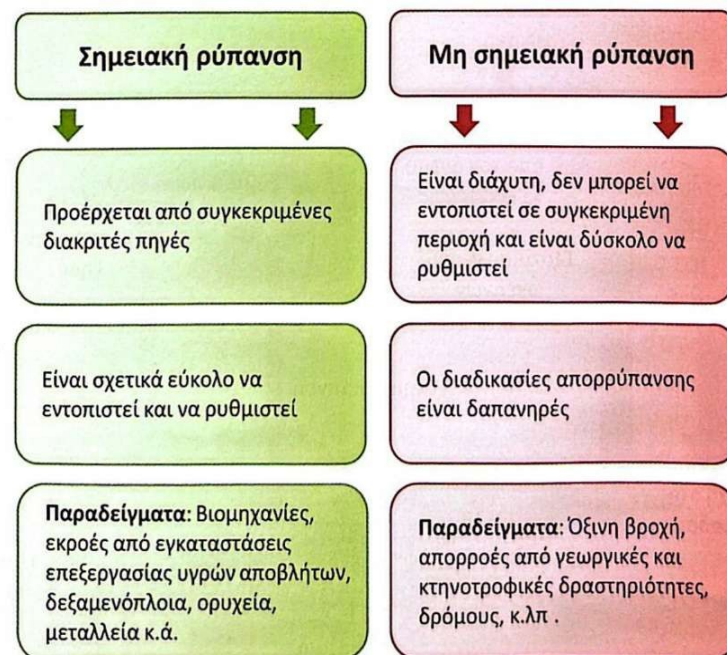 Σημειακή ρύπανση
Προέρχεται από συγκεκριμένες
διακριτές πηγές
Είναι σχετικά εύκολο να
εντοπιστεί και να ρυθμιστεί
Παραδείγματα: Βιομηχανίες,
εκροές από εγκαταστάσεις
επεξεργασίας υγρών αποβλήτων,
δεξαμενόπλοια, ορυχεία,
μεταλλεία κ.ά.
Μη σημειακή ρύπανση
Είναι διάχυτη, δεν μπορεί να
εντοπιστεί σε συγκεκριμένη
περιοχή και είναι δύσκολο να
ρυθμιστεί
Οι διαδικασίες απορρύπανσης
είναι δαπανηρές
Παραδείγματα: Όξινη βροχή,
απορροές από γεωργικές και
κτηνοτροφικές δραστηριότητες,
δρόμους, κ.λπ .